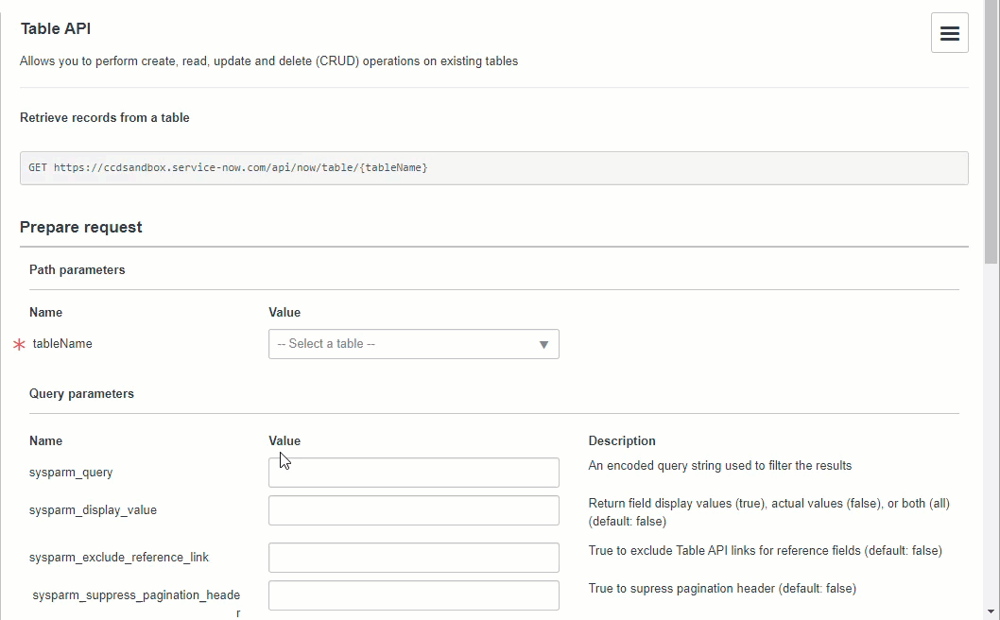 Table API
Allows you to perform create, read, update and delete (CRUD) operations on existing tables
Retrieve records from a table
GET https://ccdsandbox.service-now.com/api/now/table/{tableName}
Prepare request
Path parameters
Name Value
* tableName -- Select a table --
Query parameters
Name Value Description
sysparm_query An encoded query string used to filter the results
sysparm_display_value Return field display values (true), actual values (false), or both (all)
(default: false)
sysparm_exclude_reference_link True to exclude Table API links for reference fields (default: false)
sysparm_suppress_pagination_heade True to supress pagination header (default: false)
r